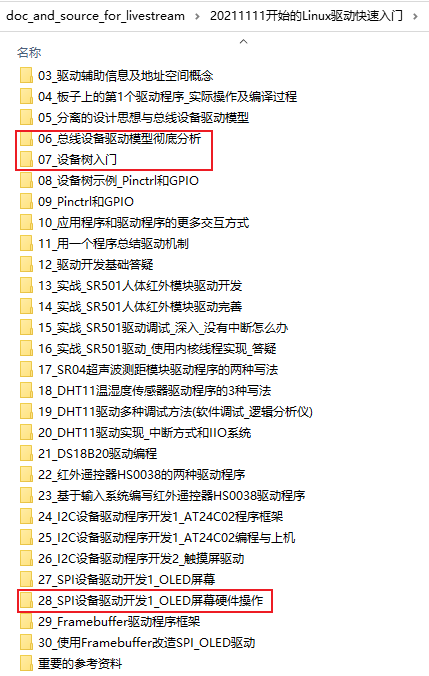 doc_and_source_for_livestream > 20211111开始的Linux驱动快速入门 >
名称
03_驱动辅助信息及地址空间概念
04_板子上的第1个驱动程序_实际操作及编译过程
05_分离的设计思想与总线设备驱动模型
06_总线设备驱动模型彻底分析
07_设备树入门
08_设备树示例_Pinctrl和GPIO
09_Pinctrl和GPIO
10_应用程序和驱动程序的更多交互方式
11_用一个程序总结驱动机制
12_驱动开发基础答疑
13_实战_SR501人体红外模块驱动开发
14_实战_SR501人体红外模块驱动完善
15_实战_SR501驱动调试_深入_没有中断怎么办
16_实战_SR501驱动_使用内核线程实现_答疑
17_SR04超声波测距模块驱动程序的两种写法
18_DHT11温湿度传感器驱动程序的3种写法
19_DHT11驱动多种调试方法(软件调试_逻辑分析仪)
20_DHT11驱动实现_中断方式和IIO系统
21_DS18B20驱动编程
22_红外遥控器HS0038的两种驱动程序
23_基于输入系统编写红外遥控器HS0038驱动程序
24_I2C设备驱动程序开发1_AT24C02程序框架
25_I2C设备驱动程序开发1_AT24C02编程与上机
26_I2C设备驱动程序开发2_触摸屏驱动
27_SPI设备驱动开发1_OLED屏幕
28_SPI设备驱动开发1_OLED屏幕硬件操作
29_Framebuffer驱动程序框架
30_使用Framebuffer改造SPI_OLED驱动
重要的参考资料